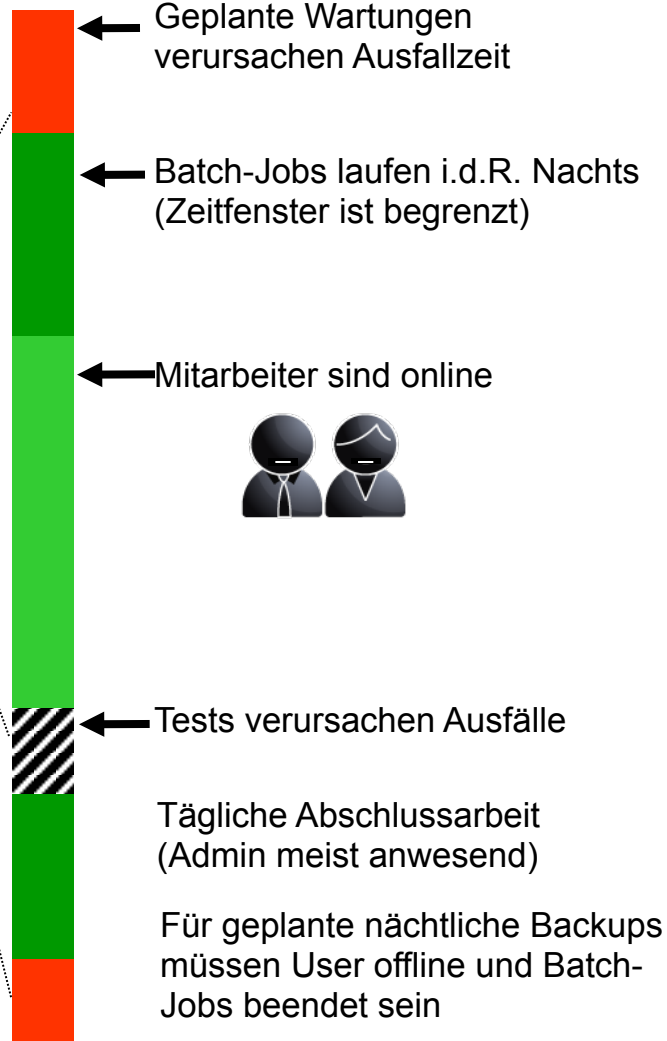 Geplante Wartungen
verursachen Ausfallzeit
Batch-Jobs laufen i.d.R. Nachts
(Zeitfenster ist begrenzt)
Mitarbeiter sind online
Tests verursachen Ausfälle
Tägliche Abschlussarbeit
(Admin meist anwesend)
Für geplante nächtliche Backups
müssen User offline und Batch-
Jobs beendet sein